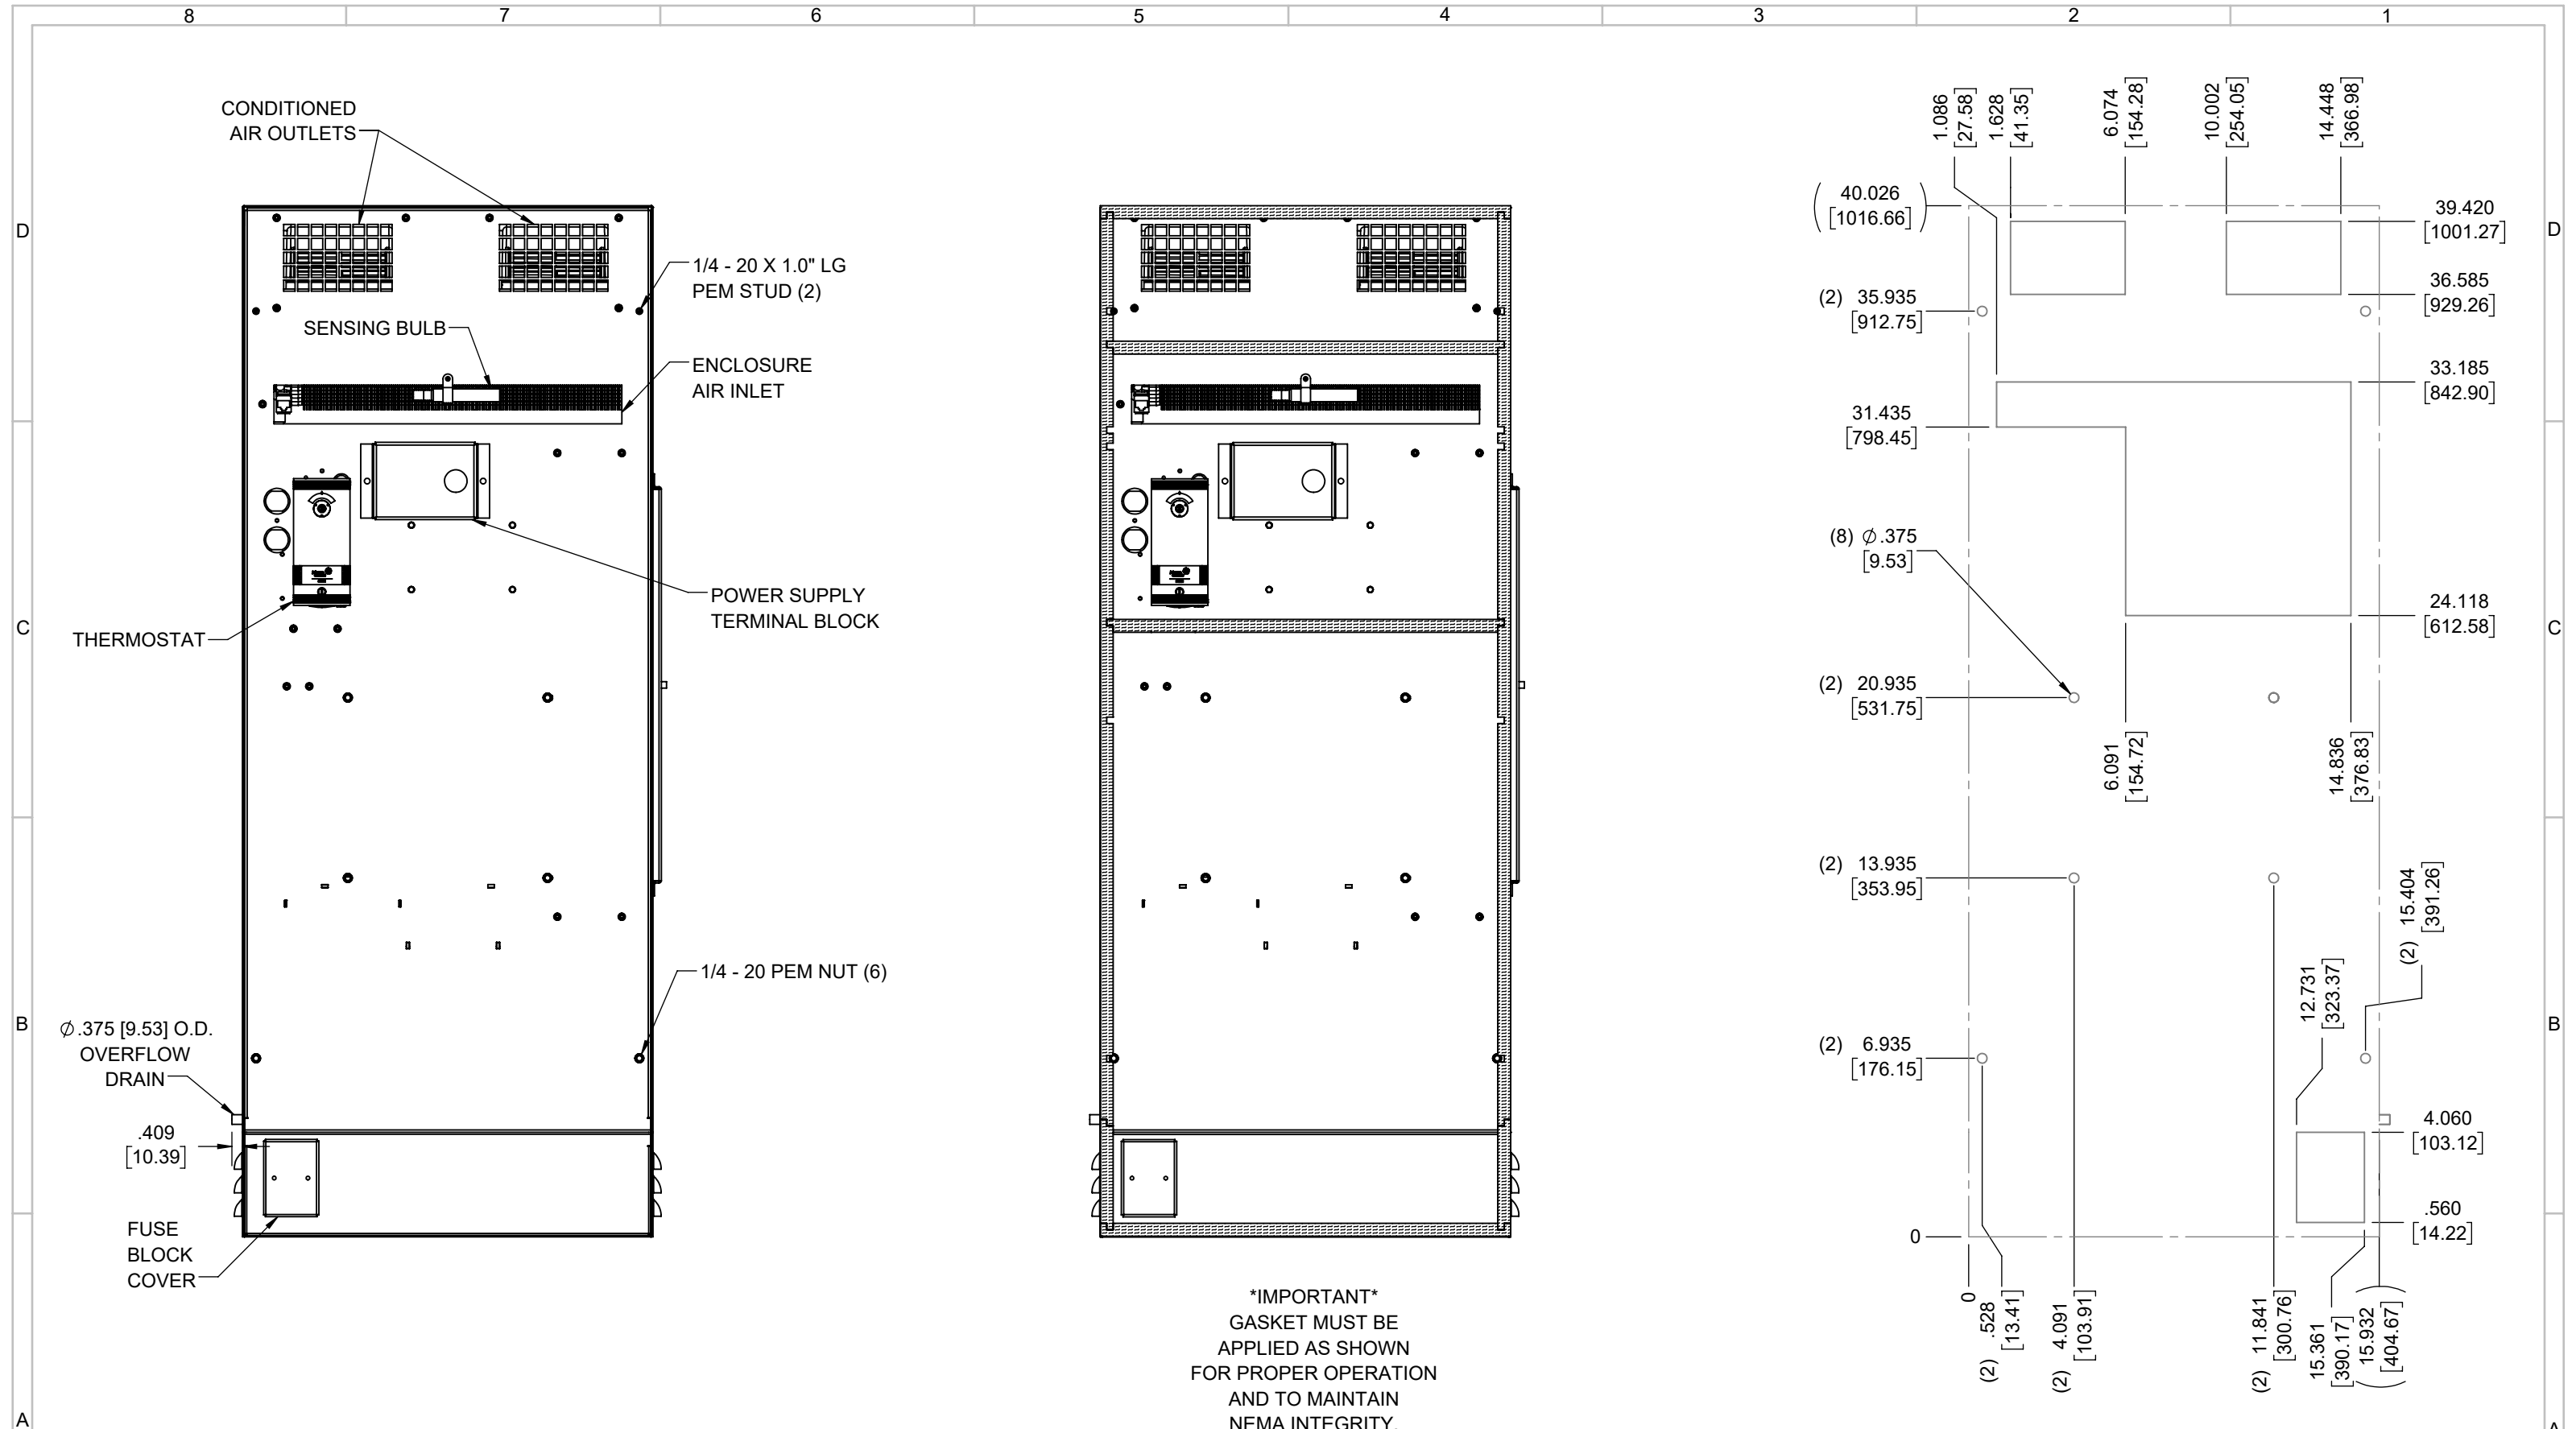 8 7 6 5 4 3 2 1
D
C
B
A
D
C
B
A
CONDITIONED
AIR OUTLETS
1/4 - 20 X 1.0" LG
PEM STUD (2)
SENSING BULB
ENCLOSURE
AIR INLET
POWER SUPPLY
TERMINAL BLOCK
THERMOSTAT
1/4 - 20 PEM NUT (6)
Ø.375 [9.53] O.D.
OVERFLOW
DRAIN
.409
[10.39]
FUSE
BLOCK
COVER
*IMPORTANT*
GASKET MUST BE
APPLIED AS SHOWN
FOR PROPER OPERATION
AND TO MAINTAIN
NEMA INTEGRITY.
1.086
[27.58]
1.628
[41.35]
6.074
[154.28]
10.002
[254.05]
14.448
[366.98]
(40.026
[1016.66])
39.420
[1001.27]
36.585
[929.26]
(2) 35.935
[912.75]
33.185
[842.90]
31.435
[798.45]
(8) Ø.375
[9.53]
24.118
[612.58]
(2) 20.935
[531.75]
6.091
[154.72]
14.836
[376.83]
(2) 13.935
[353.95]
(2) 15.404
[391.26]
12.731
[323.37]
(2) 6.935
[176.15]
4.060
[103.12]
.560
[14.22]
0
0
(2) .528
[13.41]
(2) 4.091
[103.91]
(2) 11.841
[300.76]
15.361
[390.17]
(15.932
[404.67])